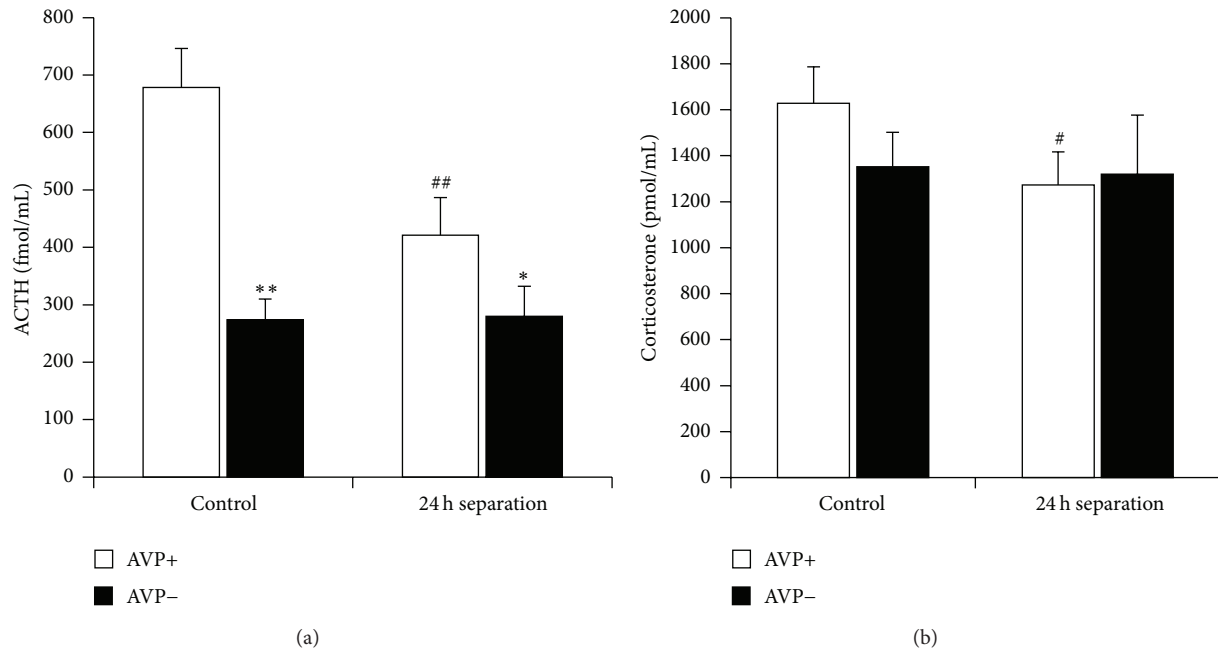 800
700
600
500
400
300
200
100
0
ACTH (fmol/mL)
**
##
*
Control
24 h separation
AVP+
AVP−
(a)
2000
1800
1600
1400
1200
1000
800
600
400
200
0
Corticosterone (pmol/mL)
#
Control
24 h separation
AVP+
AVP−
(b)